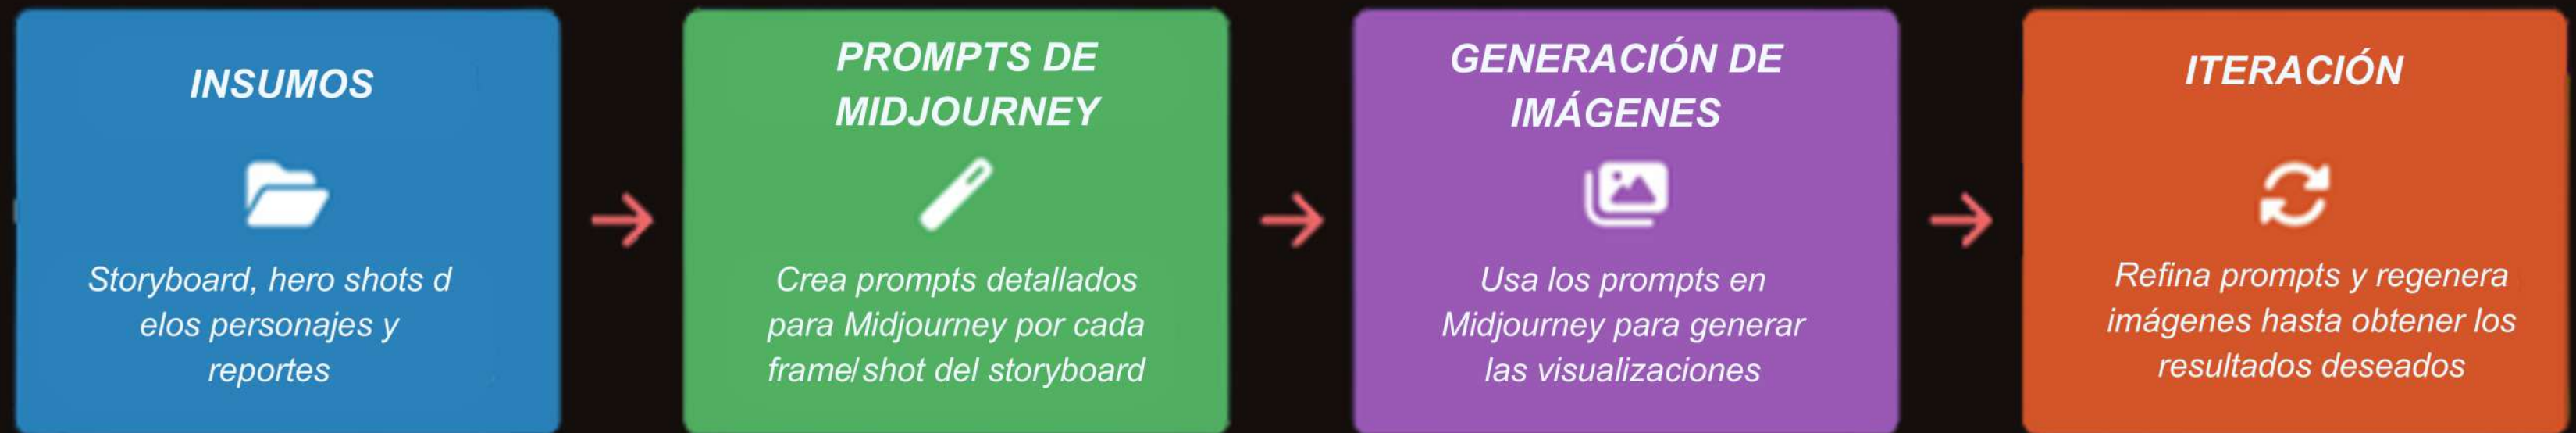 INSUMOS
Storyboard, hero shots d
elos personajes y
reportes
PROMPTS DE
MIDJOURNEY
Crea prompts detallados
para Midjourney por cada
frame/shot del storyboard
GENERACIÓN DE
IMÁGENES
Usa los prompts en
Midjourney para generar
las visualizaciones
ITERACIÓN
Refina prompts y regenera
imágenes hasta obtener los
resultados deseados